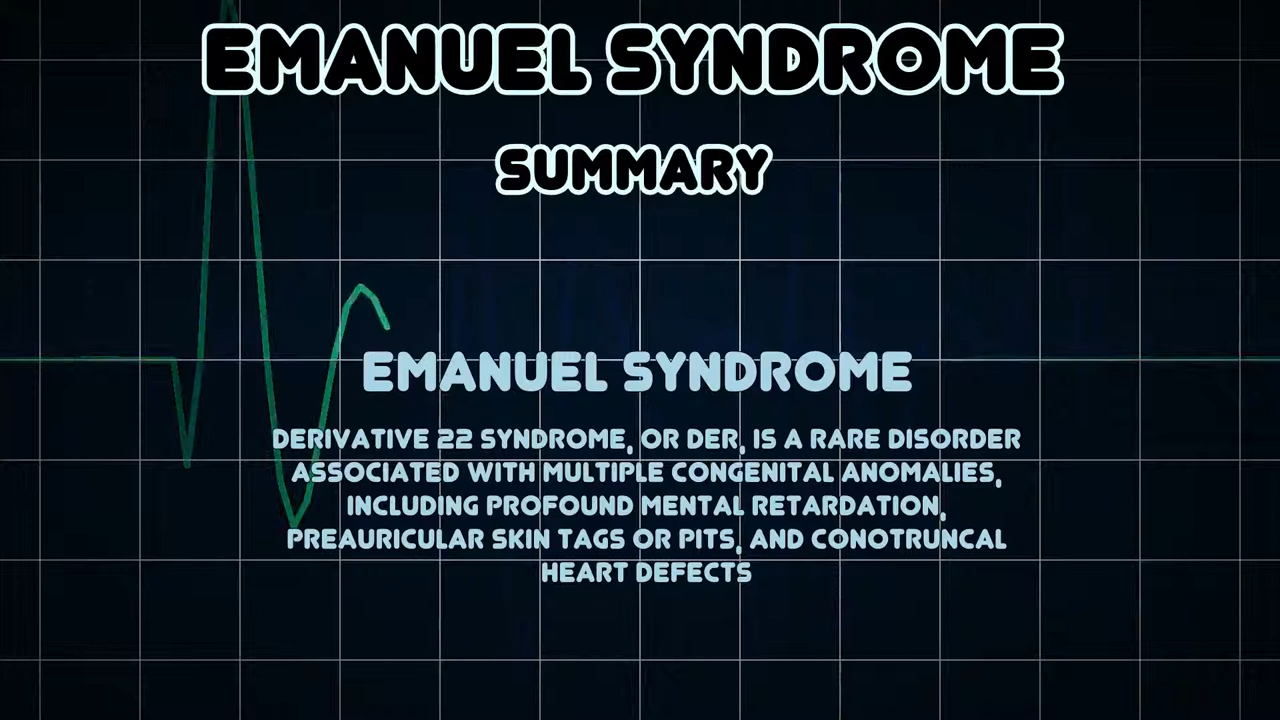 EMANUEL SYNDROME
SUMMARY
EMANUEL SYNDROME
DERIVATIVE 22 SYNDROME, OR DER, IS A RARE DISORDER
ASSOCIATED WITH MULTIPLE CONGENITAL ANOMALIES,
INCLUDING PROFOUND MENTAL RETARDATION,
PREAURICULAR SKIN TAGS OR PITS, AND CONOTRUNCAL
HEART DEFECTS